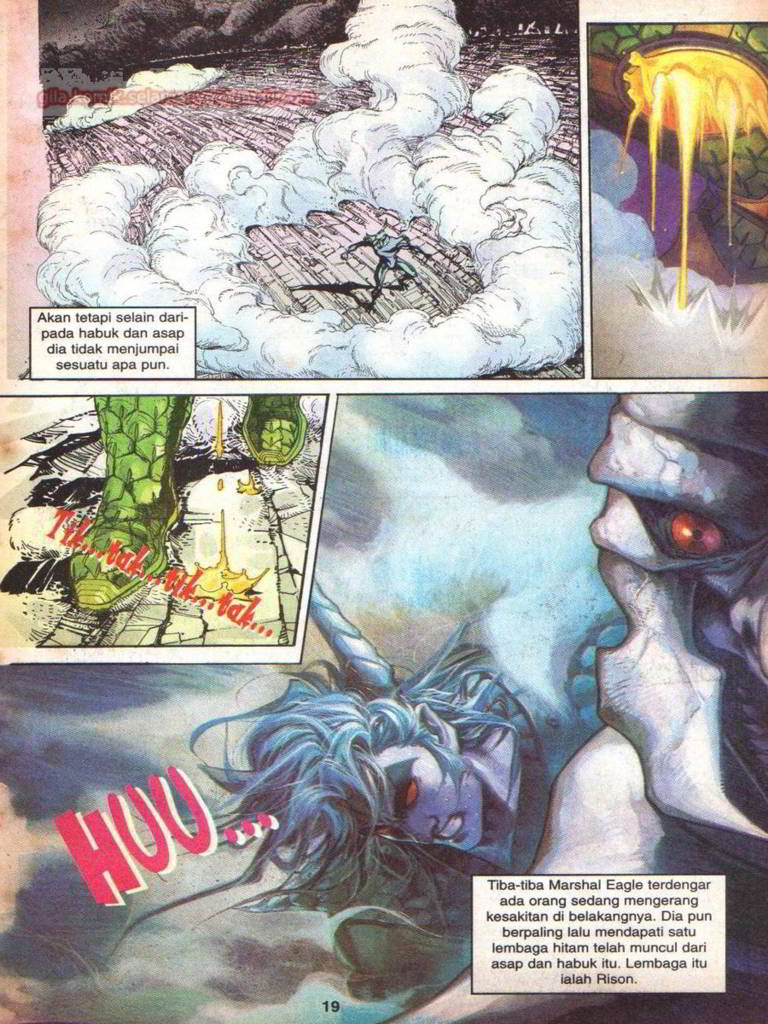 Akan tetapi selain dari-
pada habuk dan asap
dia tidak menjumpai
sesuatu apa pun.
Tik...tak...tik...tak...
HUU...
Tiba-tiba Marshal Eagle terdengar
ada orang sedang mengerang
kesakitan di belakangnya. Dia pun
berpaling lalu mendapati satu
lembaga hitam telah muncul dari
asap dan habuk itu. Lembaga itu
ialah Rison.
19